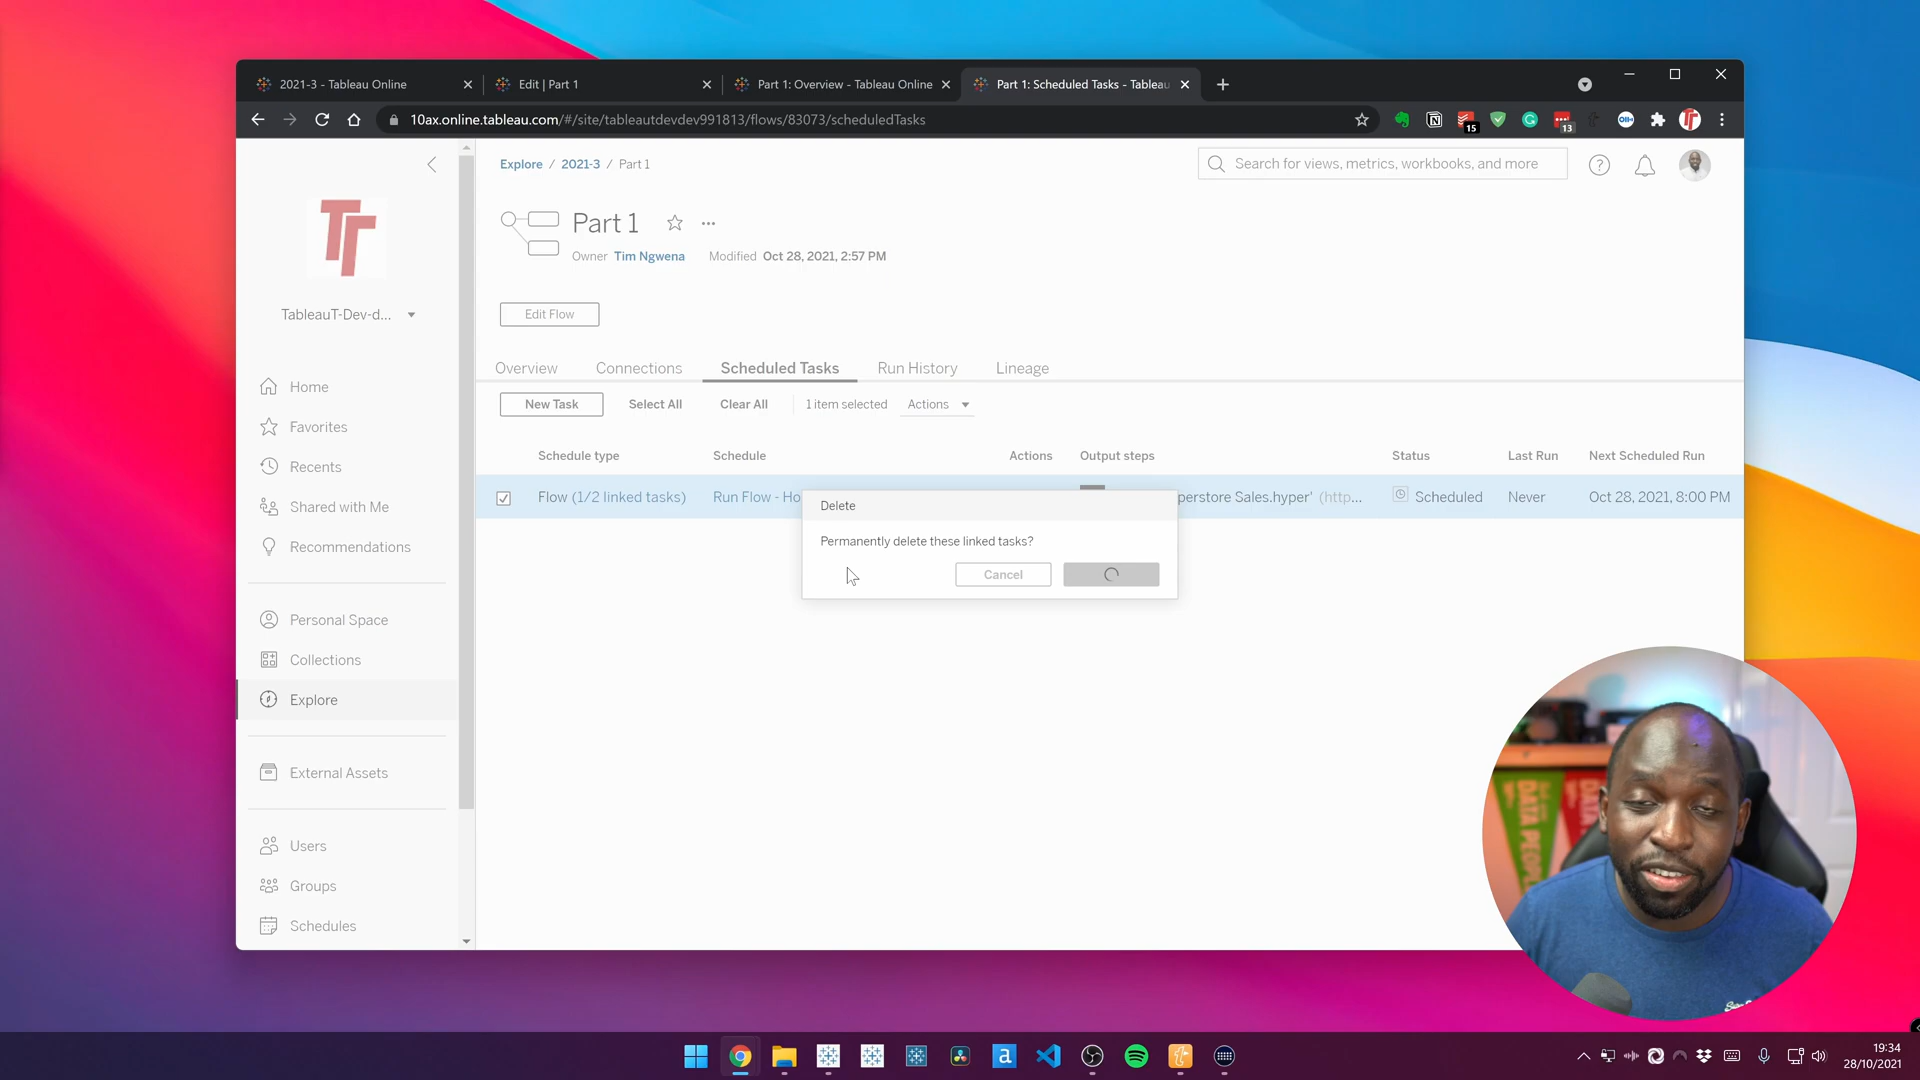 2021-3 - Tableau Online
Edit | Part 1
Part 1: Overview - Tableau Online
Part 1: Scheduled Tasks - Tableau
10ax.online.tableau.com/#/site/tableautdevdev991813/flows/83073/scheduledTasks
15
13
Explore / 2021-3 / Part 1
Search for views, metrics, workbooks, and more
TT
Part 1
Owner Tim Ngwena Modified Oct 28, 2021, 2:57 PM
TableauT-Dev-d...
Edit Flow
Home
Favorites
Recents
Shared with Me
Recommendations
Personal Space
Collections
Explore
External Assets
Users
Groups
Schedules
Overview Connections Scheduled Tasks Run History Lineage
New Task Select All Clear All 1 item selected Actions
Schedule type Schedule Actions Output steps Status Last Run Next Scheduled Run
Flow (1/2 linked tasks) Run Flow - Ho perstore Sales.hyper' (http... Scheduled Never Oct 28, 2021, 8:00 PM
Delete
Permanently delete these linked tasks?
Cancel
DATA PEOPLE
19:34
28/10/2021